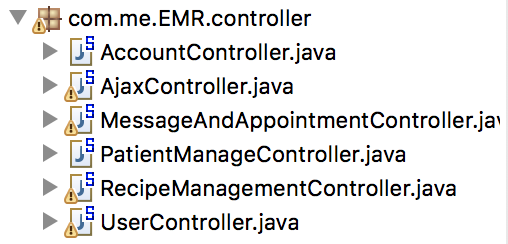 com.me.EMR.controller
AccountController.java
AjaxController.java
MessageAndAppointmentController.jav
PatientManageController.java
RecipeManagementController.java
UserController.java